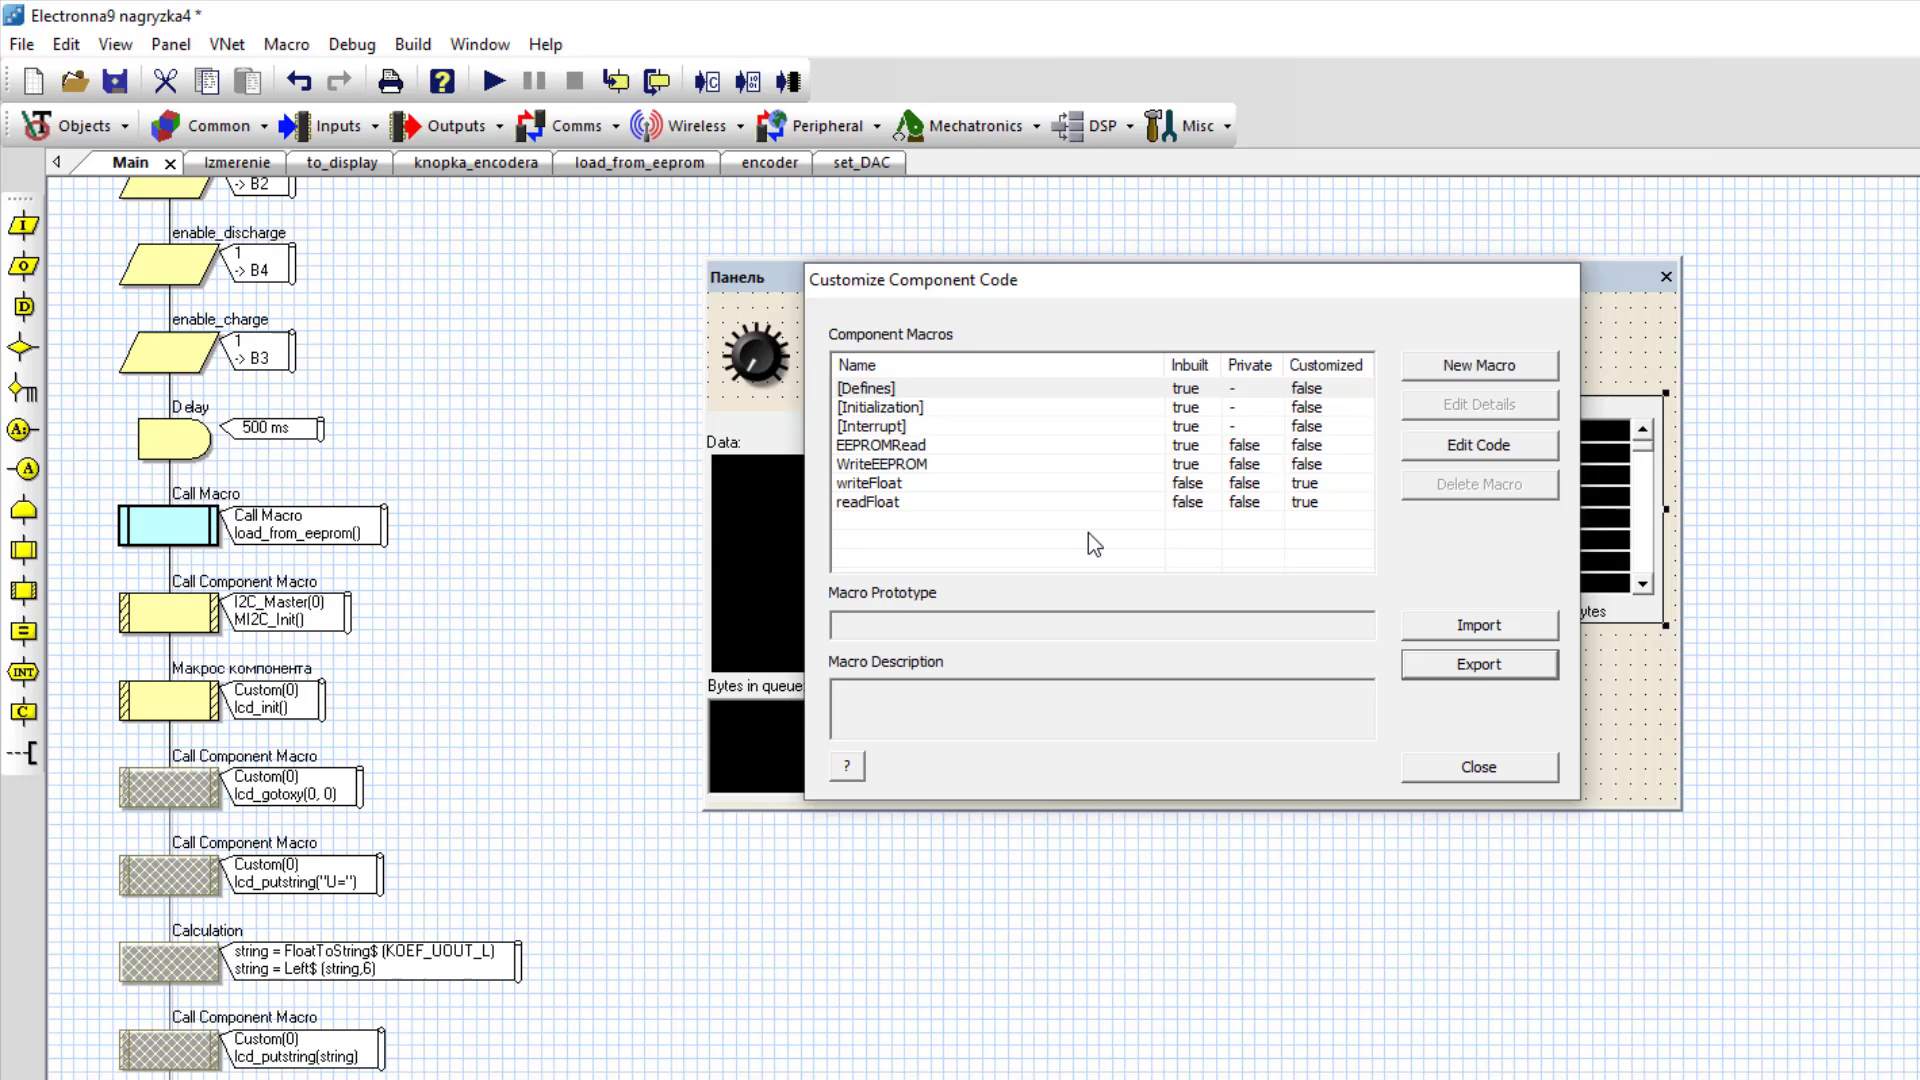 Electronna9 nagryzka4 *
File Edit View Panel VNet Macro Debug Build Window Help
Objects Common Inputs Outputs Comms Wireless Peripheral Mechatronics DSP Misc
Main Izmerenie to_display knopka_encodera load_from_eeprom encoder set_DAC
-> B2
enable_discharge
1
-> B4
enable_charge
1
-> B3
Delay
500 ms
Call Macro
Call Macro
load_from_eeprom()
Call Component Macro
I2C_Master(0)
MI2C_Init()
Макрос компонента
Custom(0)
lcd_init()
Call Component Macro
Custom(0)
lcd_gotoxy(0, 0)
Call Component Macro
Custom(0)
lcd_putstring("U=")
Calculation
string = FloatToString$ (KOEF_UOUT_L)
string = Left$ (string,6)
Call Component Macro
Custom(0)
lcd_putstring(string)
Панель
Data:
Bytes in queue:
ytes
Customize Component Code
Component Macros
Name Inbuilt Private Customized
[Defines] true - false
[Initialization] true - false
[Interrupt] true - false
EEPROMRead true false false
WriteEEPROM true false false
writeFloat false false true
readFloat false false true
New Macro
Edit Details
Edit Code
Delete Macro
Macro Prototype
Import
Macro Description
Export
?
Close
I
O
D
A:
A
INT
C